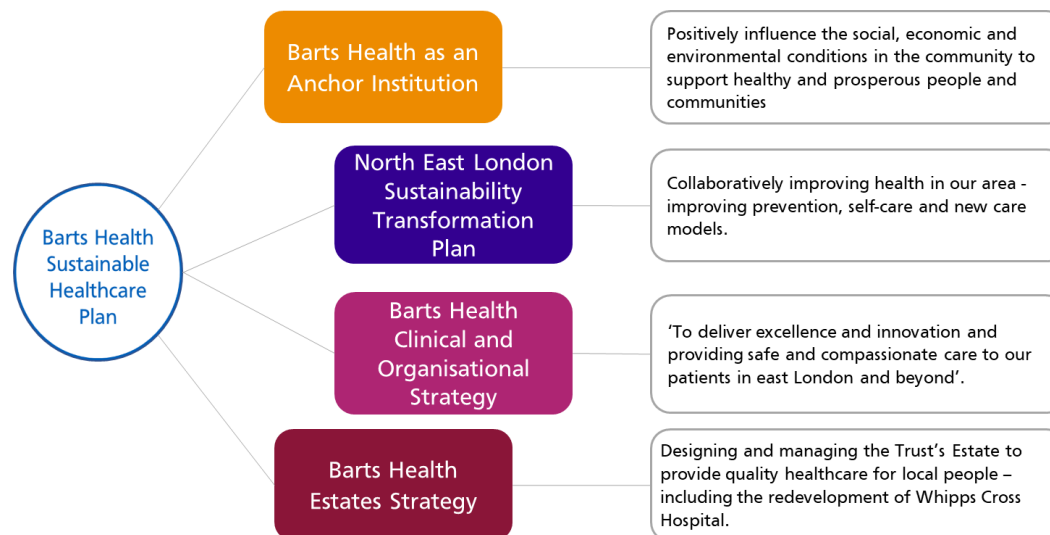 Barts Health
Sustainable
Healthcare
Plan
Barts Health as an
Anchor Institution
Positively influence the social, economic and
environmental conditions in the community to
support healthy and prosperous people and
communities
North East London
Sustainability
Transformation
Plan
Collaboratively improving health in our area -
improving prevention, self-care and new care
models.
Barts Health
Clinical and
Organisational
Strategy
‘To deliver excellence and innovation and
providing safe and compassionate care to our
patients in east London and beyond’.
Barts Health
Estates Strategy
Designing and managing the Trust’s Estate to
provide quality healthcare for local people –
including the redevelopment of Whipps Cross
Hospital.